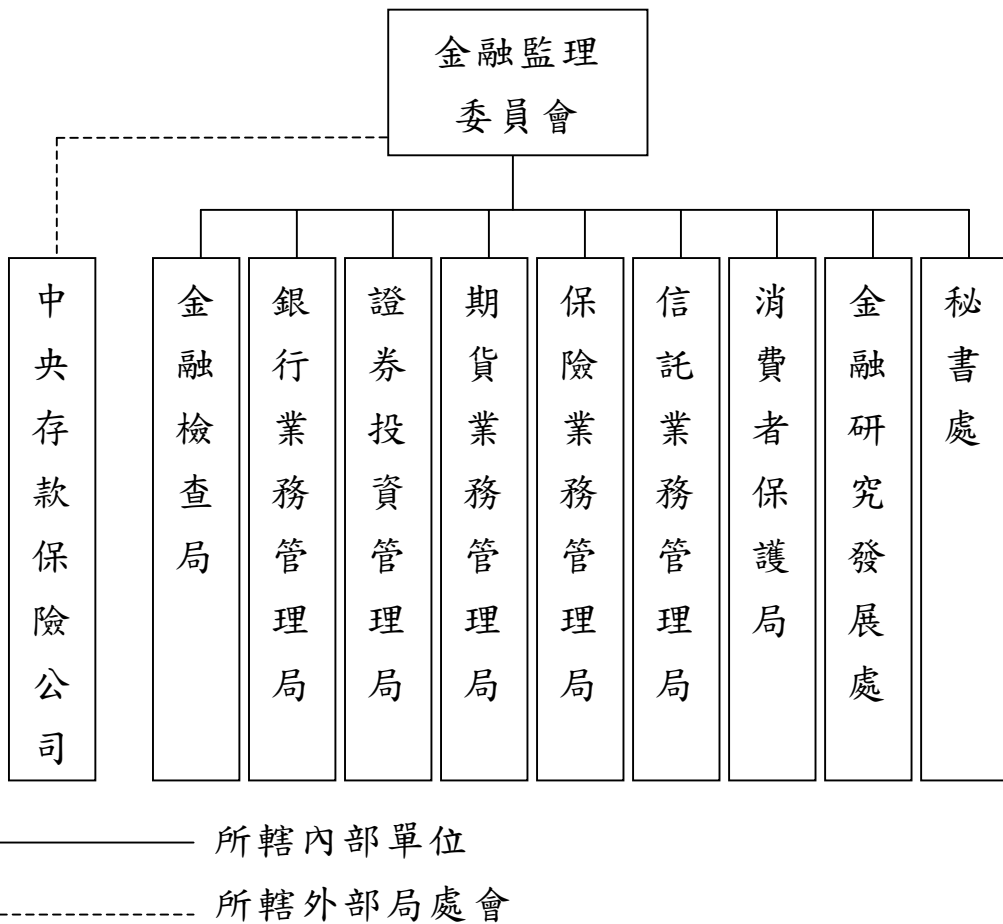 金融監理
委員會
中央存款保險公司
金融檢查局
銀行業務管理局
證券投資管理局
期貨業務管理局
保險業務管理局
信託業務管理局
消費者保護局
金融研究發展處
秘書處
所轄內部單位
所轄外部局處會